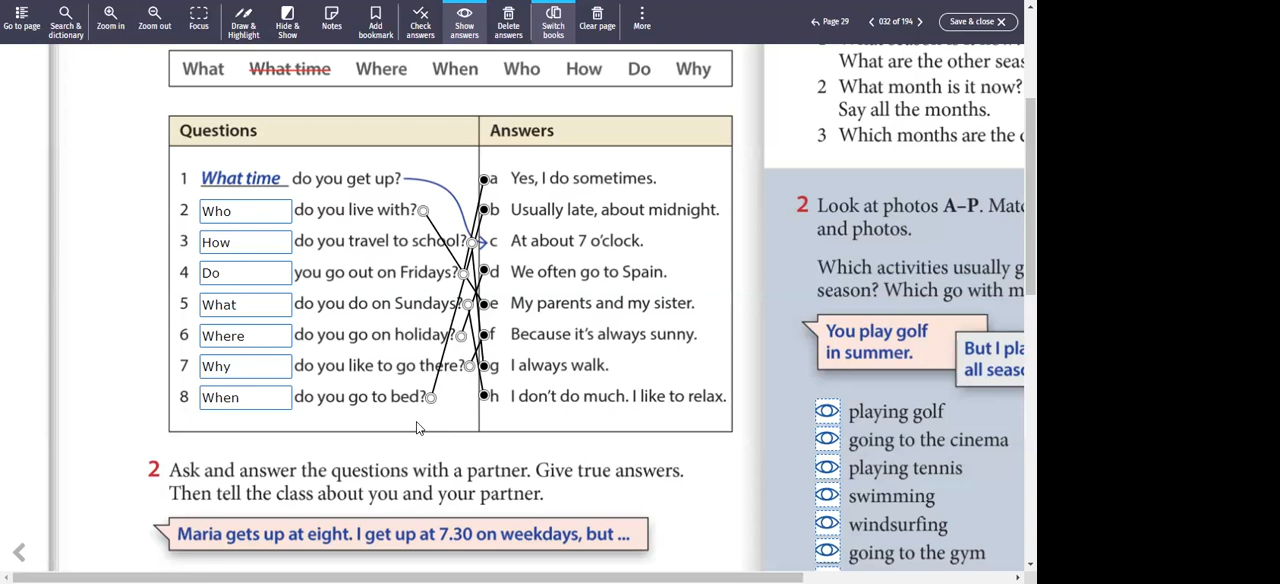 Go to page
Search & dictionary
Zoom in
Zoom out
Focus
Draw & Highlight
Hide & Show
Notes
Add bookmark
Check answers
Show answers
Delete answers
Switch books
Clear page
More
Page 29
032 of 194
Save & close
What What time Where When Who How Do Why
Questions Answers
1 What time do you get up? a Yes, I do sometimes.
2 Who do you live with? b Usually late, about midnight.
3 How do you travel to school? c At about 7 o'clock.
4 Do you go out on Fridays? d We often go to Spain.
5 What do you do on Sundays? e My parents and my sister.
6 Where do you go on holiday? f Because it's always sunny.
7 Why do you like to go there? g I always walk.
8 When do you go to bed? h I don't do much. I like to relax.
2 Ask and answer the questions with a partner. Give true answers.
Then tell the class about you and your partner.
Maria gets up at eight. I get up at 7.30 on weekdays, but ...
What are the other seas
2 What month is it now?
Say all the months.
3 Which months are the
2 Look at photos A–P. Matc
and photos.
Which activities usually g
season? Which go with m
You play golf
in summer.
But I pla
all seaso
playing golf
going to the cinema
playing tennis
swimming
windsurfing
going to the gym